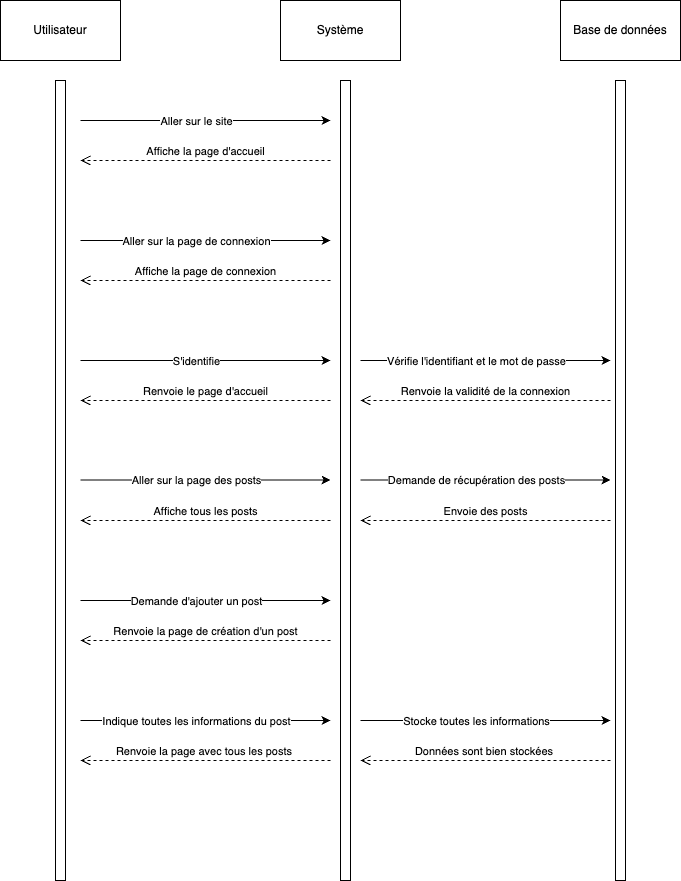 Utilisateur
Système
Base de données
Aller sur le site
Affiche la page d'accueil
Aller sur la page de connexion
Affiche la page de connexion
S'identifie
Vérifie l'identifiant et le mot de passe
Renvoie le page d'accueil
Renvoie la validité de la connexion
Aller sur la page des posts
Demande de récupération des posts
Affiche tous les posts
Envoie des posts
Demande d'ajouter un post
Renvoie la page de création d'un post
Indique toutes les informations du post
Stocke toutes les informations
Renvoie la page avec tous les posts
Données sont bien stockées